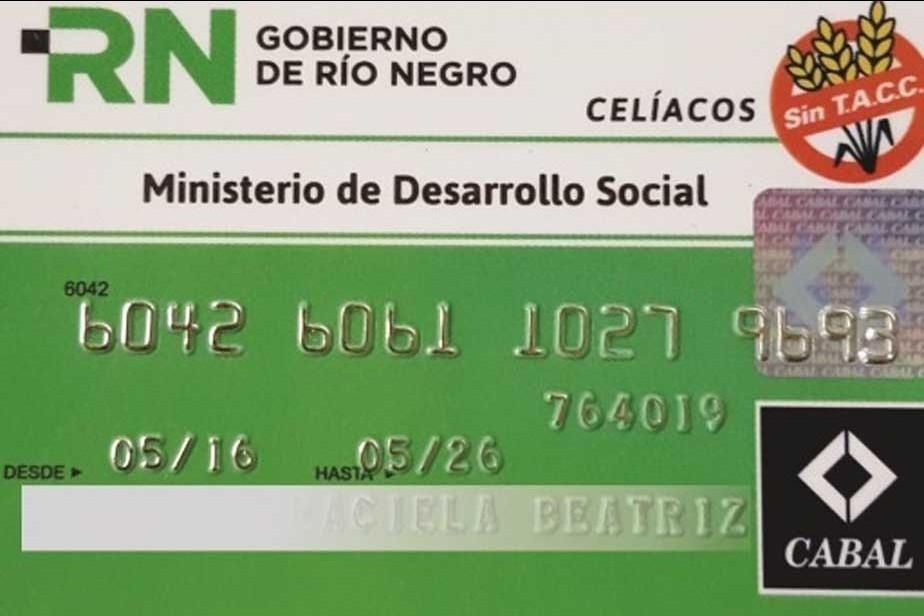 RN GOBIERNO
DE RÍO NEGRO
CELÍACOS
Sin T.A.C.C.
Ministerio de Desarrollo Social
6042
6042 6061 1027 9693
764019
DESDE ▸ 05/16 HASTA ▸ 05/26
ACIELA BEATRIZ
CABAL